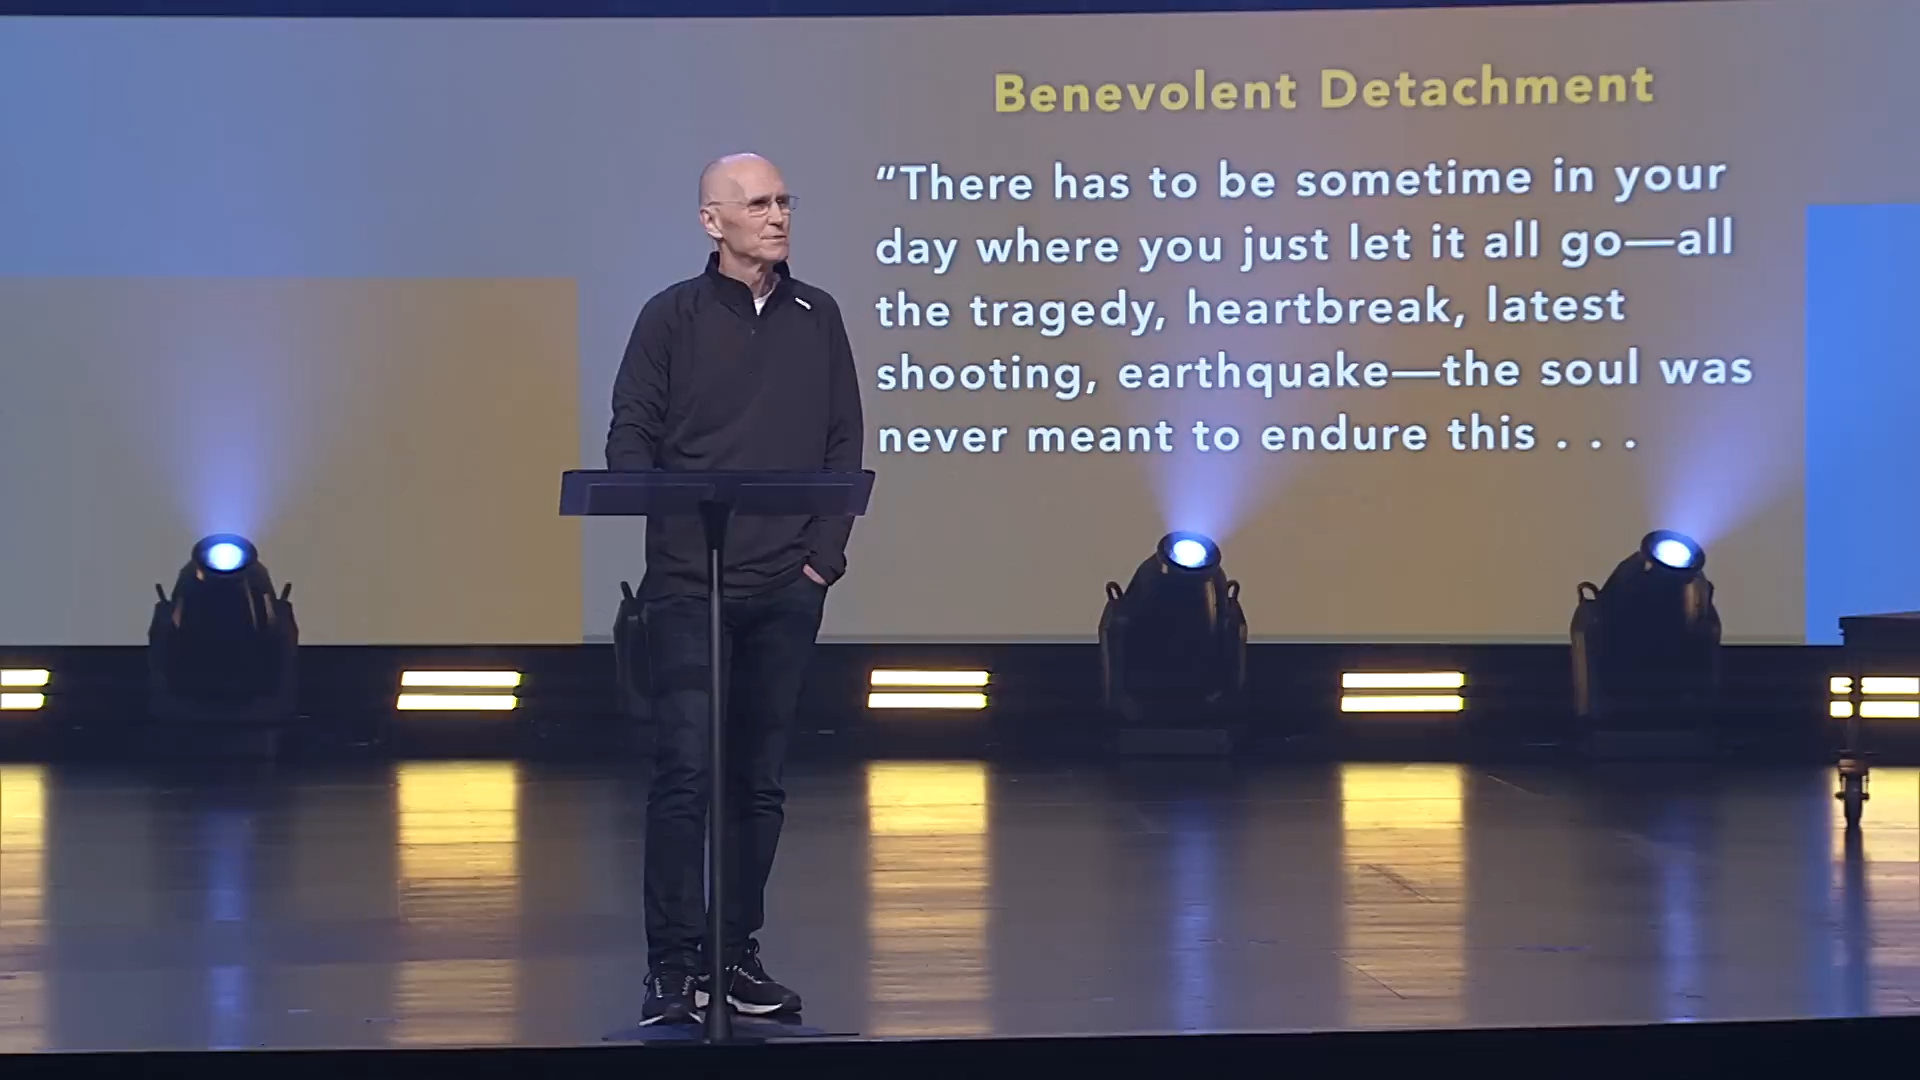 Benevolent Detachment
“There has to be sometime in your
day where you just let it all go—all
the tragedy, heartbreak, latest
shooting, earthquake—the soul was
never meant to endure this . . .